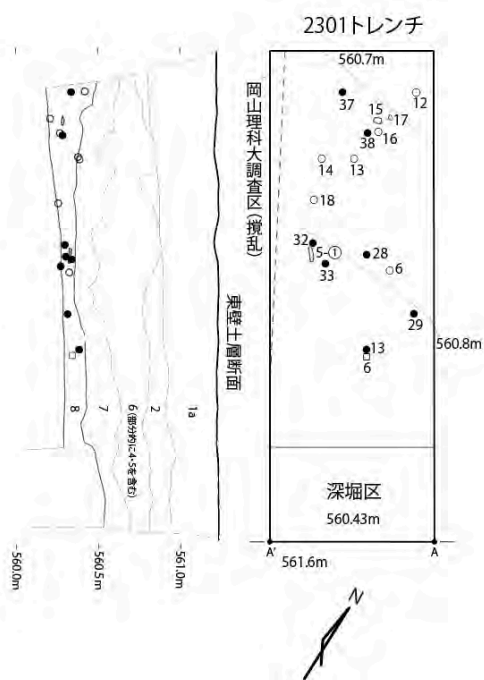 2301トレンチ
560.7m
岡山理科大調査区(撹乱)
37
12
15
17
38
16
14
13
18
32
5-①
28
33
6
29
560.8m
13
6
東壁土層断面
1a
2
6(部分的に4・5を含む)
7
8
深堀区
560.43m
A'
A
561.6m
560.0m
560.5m
561.0m
N